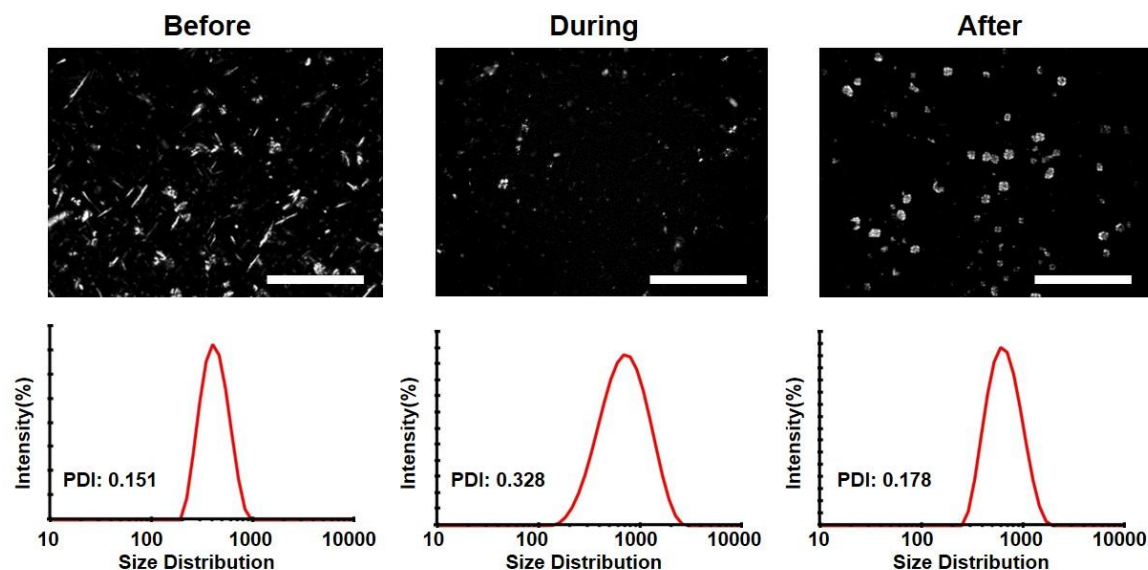 Before
During
After
Intensity(%)
PDI: 0.151
10 100 1000 10000
Size Distribution
Intensity(%)
PDI: 0.328
10 100 1000 10000
Size Distribution
Intensity(%)
PDI: 0.178
10 100 1000 10000
Size Distribution